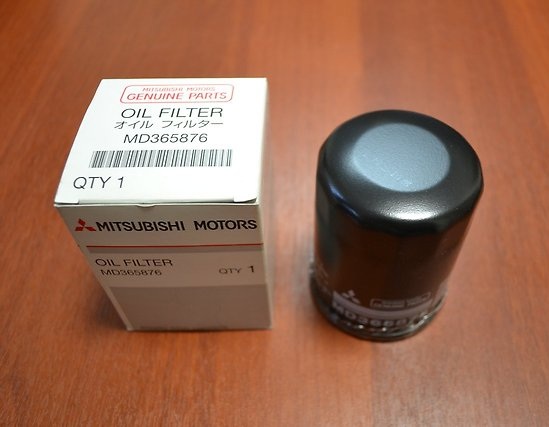 MITSUBISHI MOTORS
GENUINE PARTS
OIL FILTER
オイル フィルター
MD365876
QTY 1
MITSUBISHI MOTORS
OIL FILTER
MD365876 QTY 1